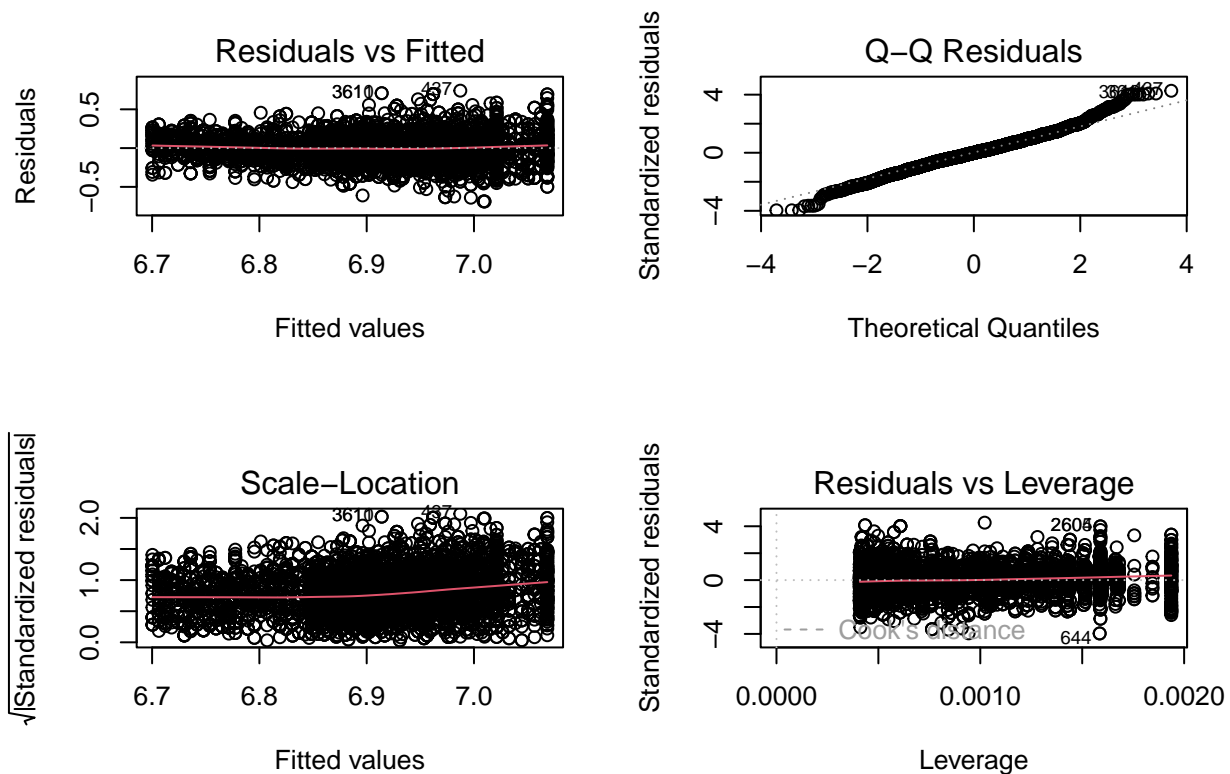 Residuals vs Fitted
Residuals
0.5
−0.5
3611
437
6.7 6.8 6.9 7.0
Fitted values
Q−Q Residuals
Standardized residuals
4
0
−4
437
−4 −2 0 2 4
Theoretical Quantiles
Scale−Location
√|Standardized residuals|
2.0
1.0
0.0
437
6.7 6.8 6.9 7.0
Fitted values
Residuals vs Leverage
Standardized residuals
4
0
−4
644
Cook's distance
0.0000 0.0010 0.0020
Leverage